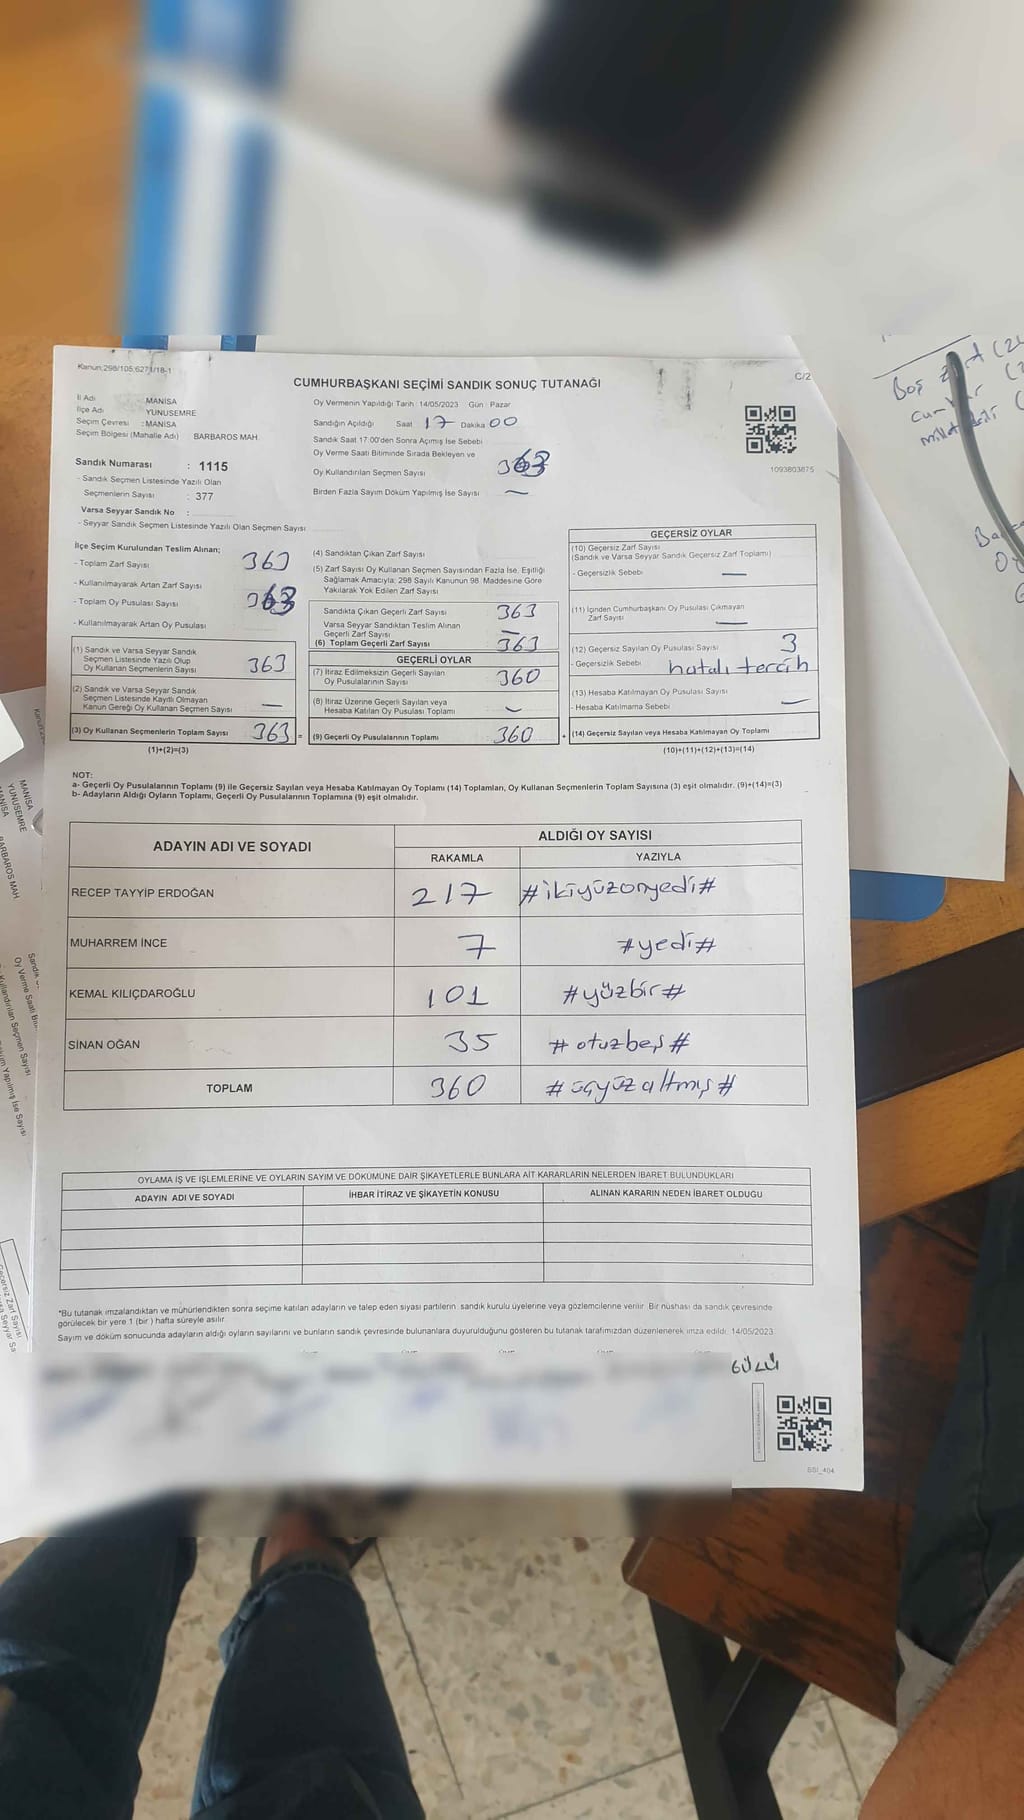 Kanun;298/105;6271/18-1
C/2
CUMHURBAŞKANI SEÇİMİ SANDIK SONUÇ TUTANAĞI
İl Adı : MANİSA
İlçe Adı : YUNUSEMRE
Seçim Çevresi : MANİSA
Seçim Bölgesi (Mahalle Adı) BARBAROS MAH.
Sandık Numarası : 1115
- Sandık Seçmen Listesinde Yazılı Olan
Seçmenlerin Sayısı : 377
Varsa Seyyar Sandık No :
- Seyyar Sandık Seçmen Listesinde Yazılı Olan Seçmen Sayısı
Oy Vermenin Yapıldığı Tarih : 14/05/2023 Gün : Pazar
Sandığın Açıldığı Saat 17 Dakika 00
Sandık Saat 17.00'den Sonra Açımış İse Sebebi
Oy Verme Saati Bitiminde Sırada Bekleyen ve
Oy Kullandırılan Seçmen Sayısı 363
Birden Fazla Sayım Döküm Yapılmış İse Sayısı —
1093803875
İlçe Seçim Kurulundan Teslim Alınan;
- Toplam Zarf Sayısı 363
- Kullanılmayarak Artan Zarf Sayısı
- Toplam Oy Pusulası Sayısı 363
- Kullanılmayarak Artan Oy Pusulası
(1) Sandık ve Varsa Seyyar Sandık
Seçmen Listesinde Yazılı Olup
Oy Kullanan Seçmenlerin Sayısı 363
(2) Sandık ve Varsa Seyyar Sandık
Seçmen Listesinde Kayıtlı Olmayan
Kanun Gereği Oy Kullanan Seçmen Sayısı —
(3) Oy Kullanan Seçmenlerin Toplam Sayısı 363 =
(1)+(2)=(3)
(4) Sandıktan Çıkan Zarf Sayısı
(5) Zarf Sayısı Oy Kullanan Seçmen Sayısından Fazla İse, Eşitliği
Sağlamak Amacıyla; 298 Sayılı Kanunun 98. Maddesine Göre
Yakılarak Yok Edilen Zarf Sayısı
Sandıkta Çıkan Geçerli Zarf Sayısı 363
Varsa Seyyar Sandıktan Teslim Alınan
Geçerli Zarf Sayısı —
(6) Toplam Geçerli Zarf Sayısı 363
GEÇERLİ OYLAR
(7) İtiraz Edilmeksizin Geçerli Sayılan
Oy Pusulalarının Sayısı 360
(8) İtiraz Üzerine Geçerli Sayılan veya
Hesaba Katılan Oy Pusulası Toplamı —
(9) Geçerli Oy Pusulalarının Toplamı 360 +
GEÇERSİZ OYLAR
(10) Geçersiz Zarf Sayısı
(Sandık ve Varsa Seyyar Sandık Geçersiz Zarf Toplamı)
- Geçersizlik Sebebi —
(11) İçinden Cumhurbaşkanı Oy Pusulası Çıkmayan
Zarf Sayısı —
(12) Geçersiz Sayılan Oy Pusulası Sayısı 3
- Geçersizlik Sebebi hatalı tercih
(13) Hesaba Katılmayan Oy Pusulası Sayısı
- Hesaba Katılmama Sebebi —
(14) Geçersiz Sayılan veya Hesaba Katılmayan Oy Toplamı
(10)+(11)+(12)+(13)=(14)
NOT:
a- Geçerli Oy Pusulalarının Toplamı (9) ile Geçersiz Sayılan veya Hesaba Katılmayan Oy Toplamı (14) Toplamları, Oy Kullanan Seçmenlerin Toplam Sayısına (3) eşit olmalıdır. (9)+(14)=(3)
b- Adayların Aldığı Oyların Toplamı, Geçerli Oy Pusulalarının Toplamına (9) eşit olmalıdır.
ADAYIN ADI VE SOYADI ALDIĞI OY SAYISI
RAKAMLA YAZIYLA
RECEP TAYYİP ERDOĞAN 217 #ikiyüzonyedi#
MUHARREM İNCE 7 #yedi#
KEMAL KILIÇDAROĞLU 101 #yüzbir#
SİNAN OĞAN 35 #otuzbeş#
TOPLAM 360 #üçyüzaltmış#
OYLAMA İŞ VE İŞLEMLERİNE VE OYLARIN SAYIM VE DÖKÜMÜNE DAİR ŞİKAYETLERLE BUNLARA AİT KARARLARIN NELERDEN İBARET BULUNDUKLARI
ADAYIN ADI VE SOYADI İHBAR İTİRAZ VE ŞİKAYETİN KONUSU ALINAN KARARIN NEDEN İBARET OLDUĞU
*Bu tutanak imzalandıktan ve mühürlendikten sonra seçime katılan adayların ve talep eden siyasi partilerin sandık kurulu üyelerine veya gözlemcilerine verilir. Bir nüshası da sandık çevresinde
görülecek bir yere 1 (bir) hafta süreyle asılır.
Sayım ve döküm sonucunda adayların aldığı oyların sayılarını ve bunların sandık çevresinde bulunanlara duyurulduğunu gösteren bu tutanak tarafımızdan düzenlenerek imza edildi. 14/05/2023
GÜZÜ
SSI_404